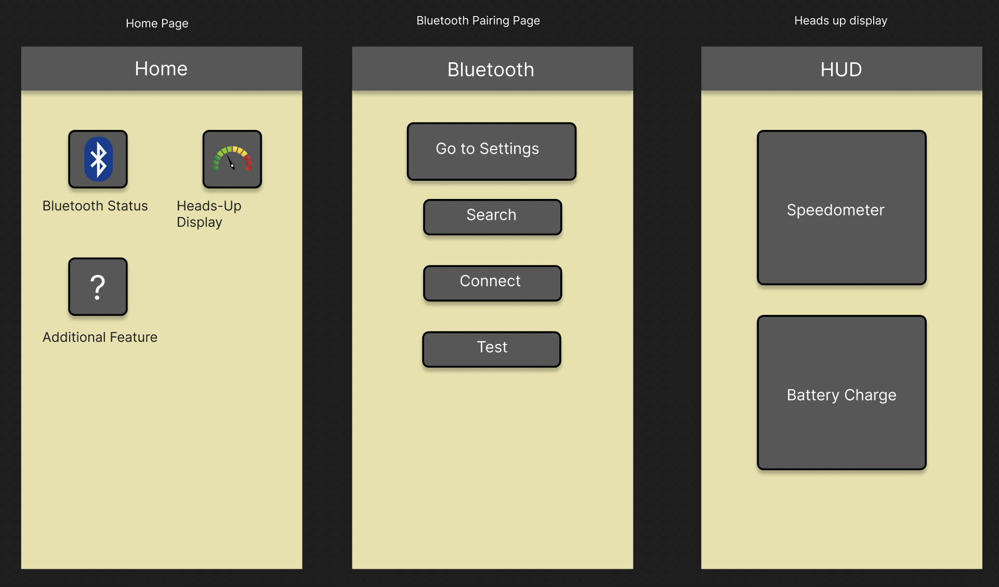 Home Page
Home
Bluetooth Status
Heads-Up
Display
?
Additional Feature
Bluetooth Pairing Page
Bluetooth
Go to Settings
Search
Connect
Test
Heads up display
HUD
Speedometer
Battery Charge